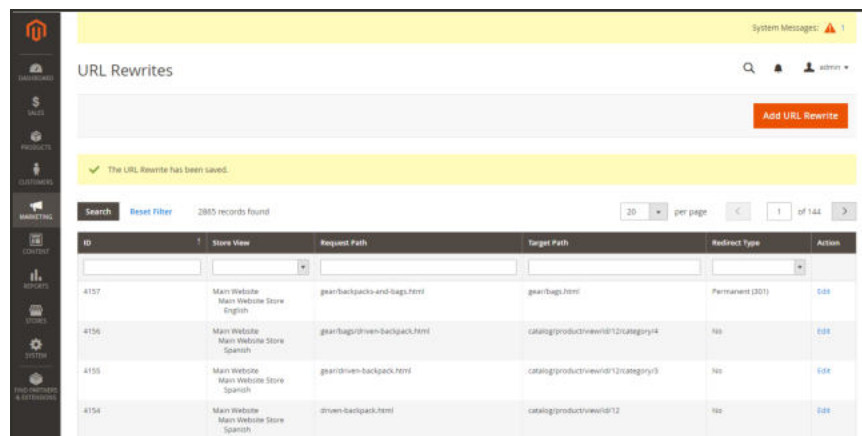 System Messages: 1
DASHBOARD
URL Rewrites
admin
SALES
Add URL Rewrite
PRODUCTS
The URL Rewrite has been saved.
CUSTOMERS
MARKETING
Search Reset Filter 2885 records found 20 per page 1 of 144
CONTENT
ID Store View Request Path Target Path Redirect Type Action
REPORTS
4157 Main Website gear/backpacks-and-bags.html gear/bags.html Permanent (301) Edit
Main Website Store
English
STORES
4156 Main Website gear/bags/driven-backpack.html catalog/product/view/id/12/category/4 No Edit
Main Website Store
Spanish
SYSTEM
4155 Main Website gear/driven-backpack.html catalog/product/view/id/12/category/3 No Edit
Main Website Store
Spanish
FIND PARTNERS
& EXTENSIONS
4154 Main Website driven-backpack.html catalog/product/view/id/12 No Edit
Main Website Store
Spanish